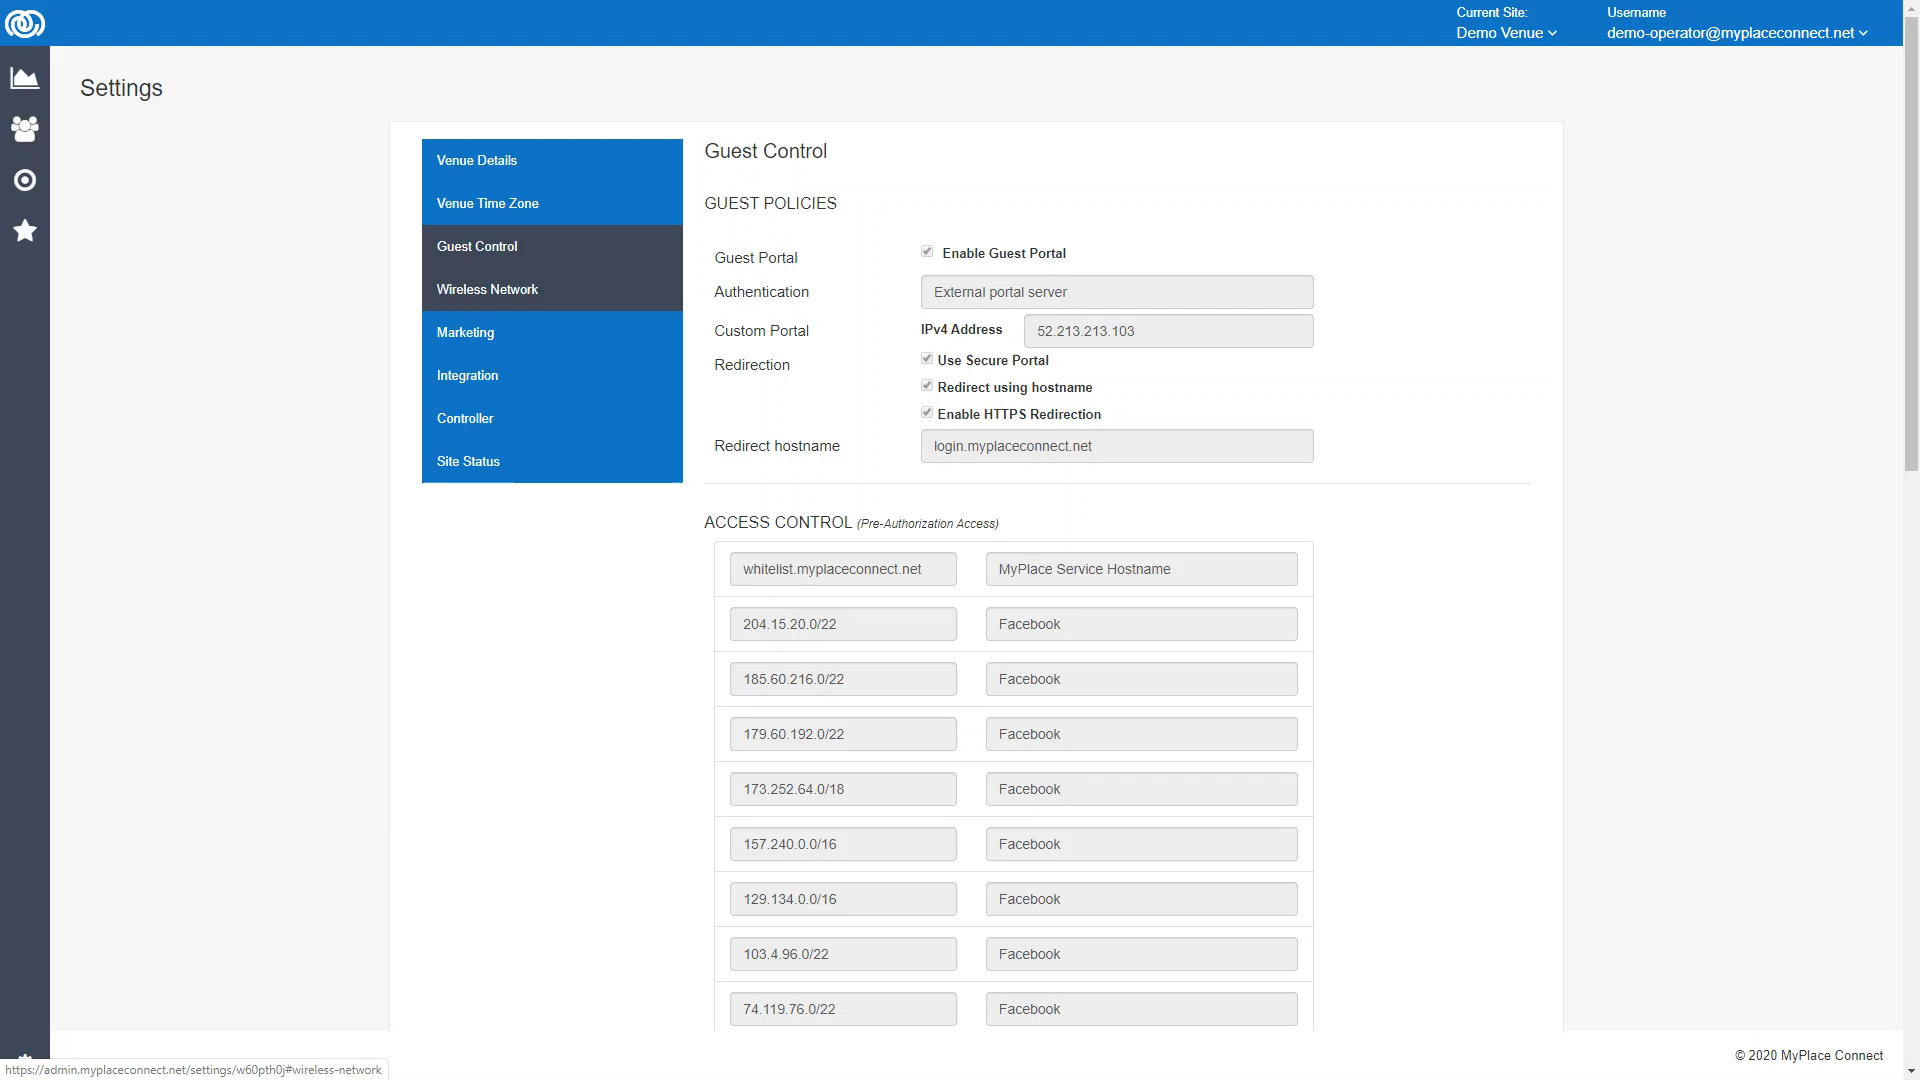 Current Site:
Demo Venue
Username
demo-operator@myplaceconnect.net
Settings
Venue Details
Venue Time Zone
Guest Control
Wireless Network
Marketing
Integration
Controller
Site Status
Guest Control
GUEST POLICIES
Guest Portal
Enable Guest Portal
Authentication
External portal server
Custom Portal
IPv4 Address
52.213.213.103
Redirection
Use Secure Portal
Redirect using hostname
Enable HTTPS Redirection
Redirect hostname
login.myplaceconnect.net
ACCESS CONTROL (Pre-Authorization Access)
whitelist.myplaceconnect.net
MyPlace Service Hostname
204.15.20.0/22
Facebook
185.60.216.0/22
Facebook
179.60.192.0/22
Facebook
173.252.64.0/18
Facebook
157.240.0.0/16
Facebook
129.134.0.0/16
Facebook
103.4.96.0/22
Facebook
74.119.76.0/22
Facebook
© 2020 MyPlace Connect
https://admin.myplaceconnect.net/settings/w60pth0j#wireless-network